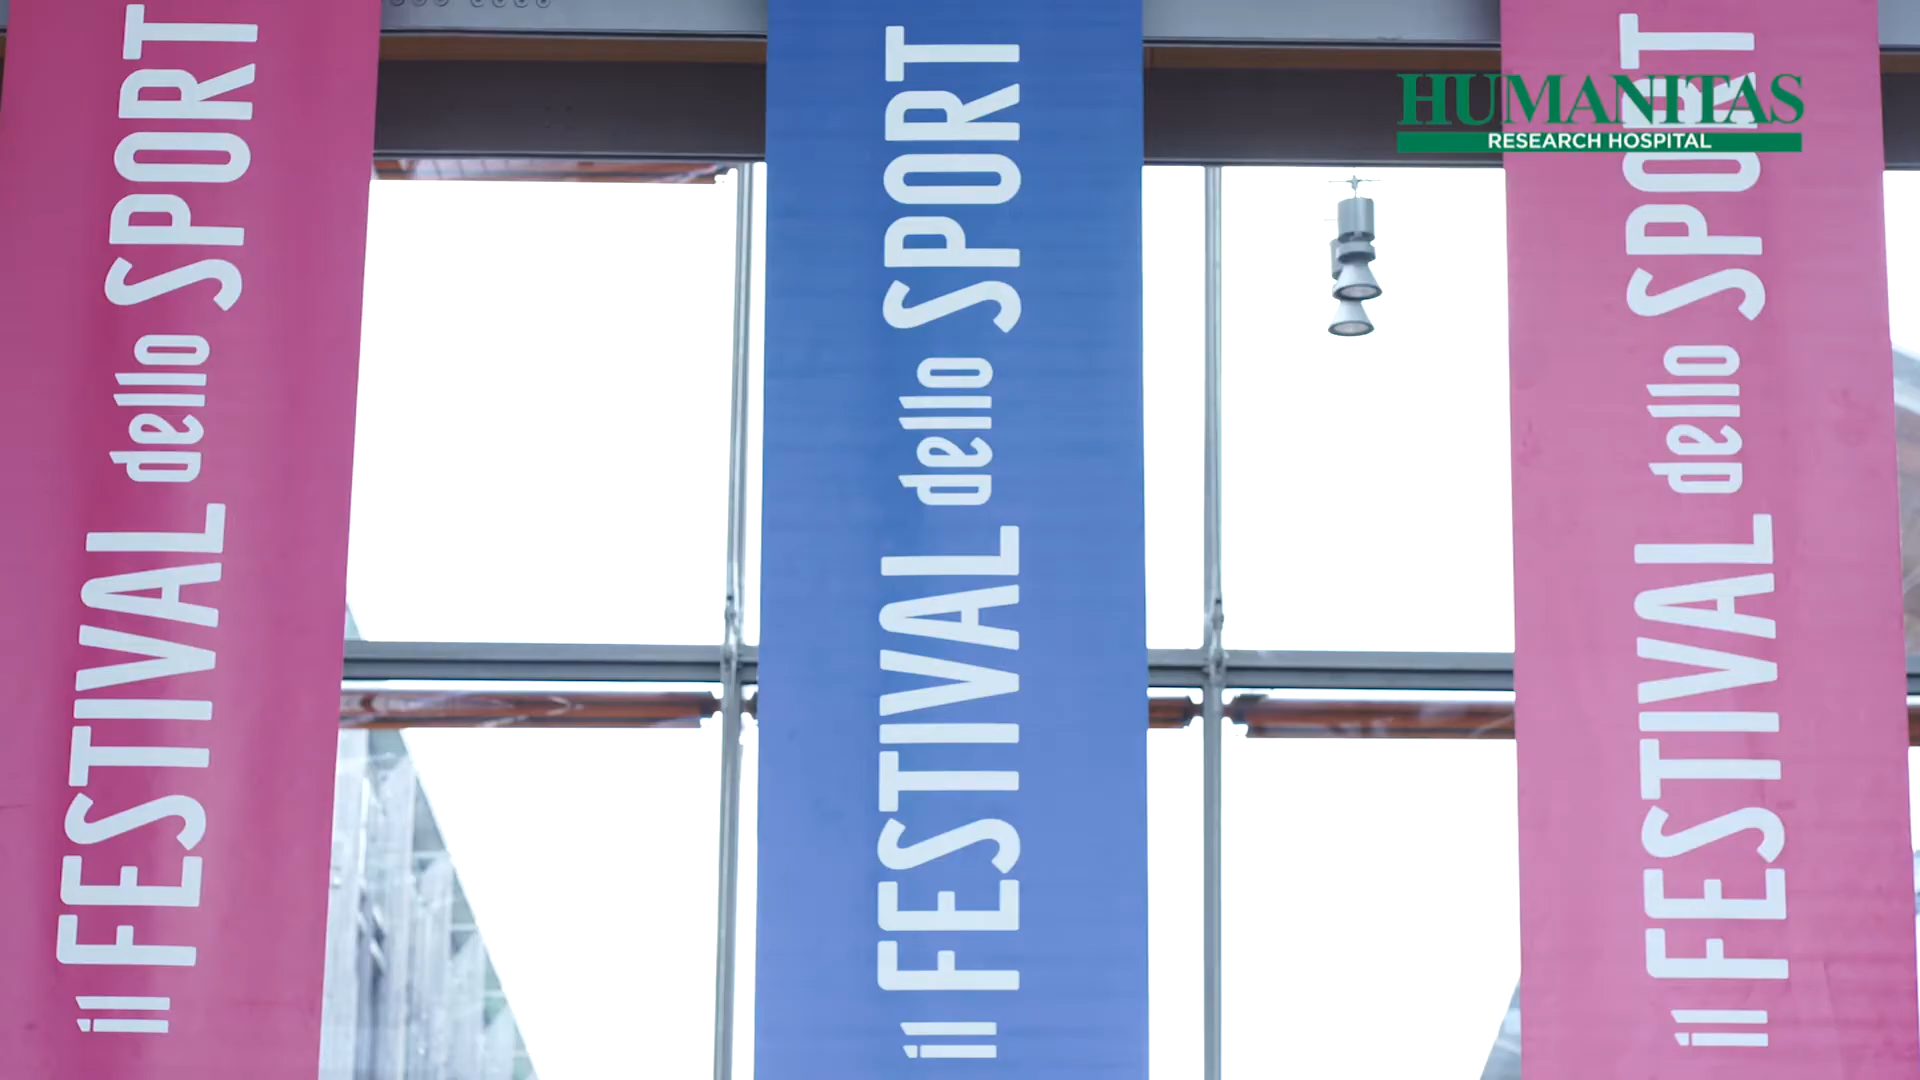 il FESTIVAL dello SPORT
il FESTIVAL dello SPORT
il FESTIVAL dello SPORT
HUMANITAS
RESEARCH HOSPITAL